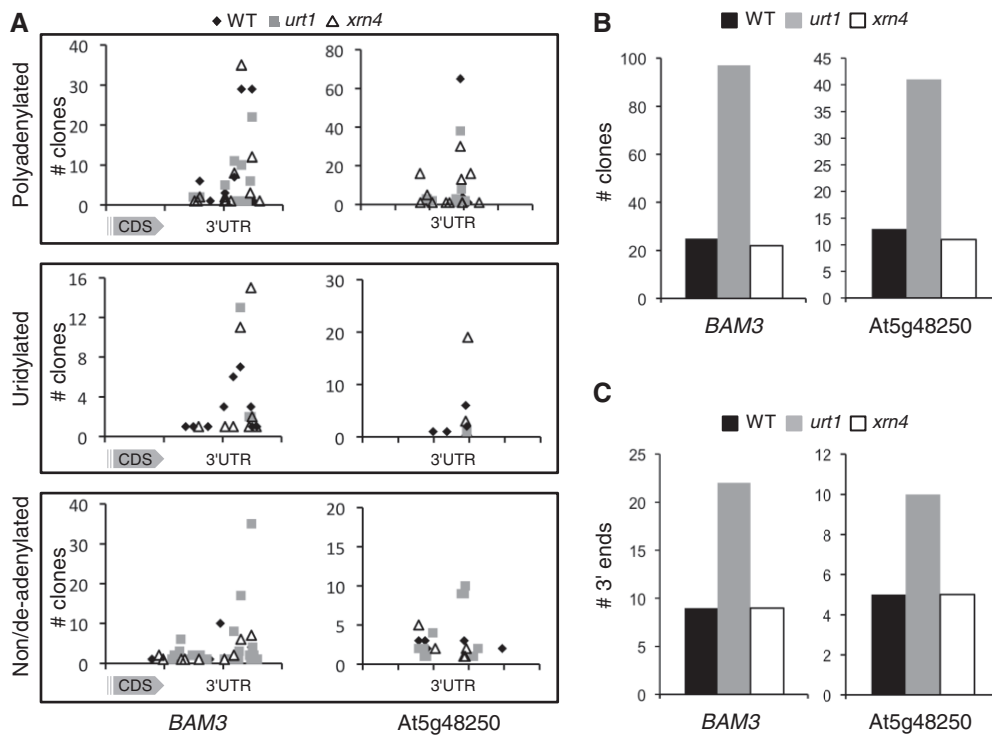 A
WT urt1 xrn4
Polyadenylated
# clones
40
30
20
10
0
CDS
3'UTR
80
60
40
20
0
3'UTR
Uridylated
# clones
16
12
8
4
0
CDS
3'UTR
30
20
10
0
3'UTR
Non/de-adenylated
# clones
40
30
20
10
0
CDS
3'UTR
20
15
10
5
0
3'UTR
BAM3
At5g48250
B
WT urt1 xrn4
# clones
100
80
60
40
20
0
BAM3
45
40
35
30
25
20
15
10
5
0
At5g48250
C
WT urt1 xrn4
# 3' ends
25
20
15
10
5
0
BAM3
12
10
8
6
4
2
0
At5g48250